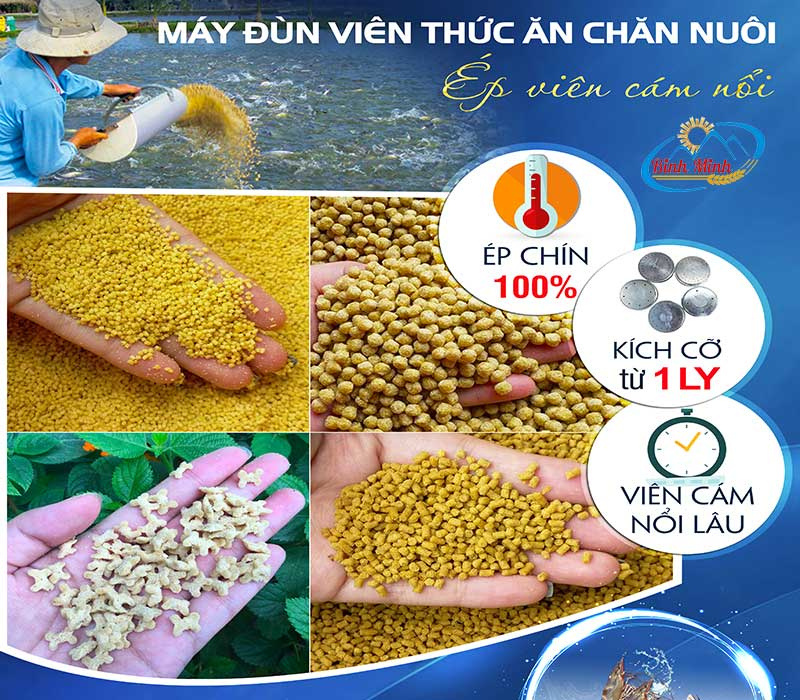 MÁY ĐÙN VIÊN THỨC ĂN CHĂN NUÔI
Ép viên cám nổi
Bình Minh
ÉP CHÍN
100%
KÍCH CỠ
từ 1 LY
VIÊN CÁM
NỔI LÂU